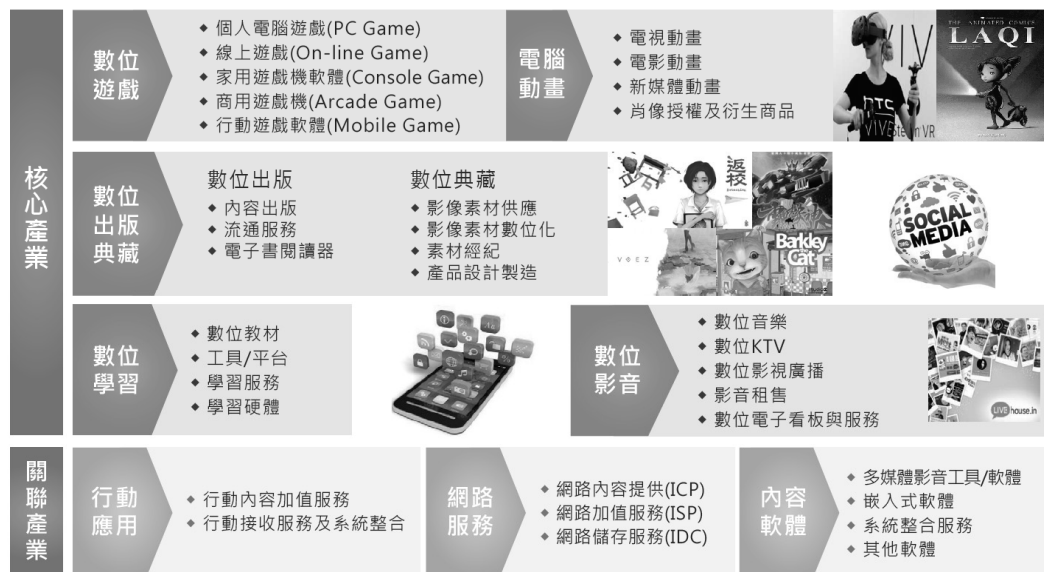 核心產業
數位
遊戲
◆ 個人電腦遊戲(PC Game)
◆ 線上遊戲(On-line Game)
◆ 家用遊戲機軟體(Console Game)
◆ 商用遊戲機(Arcade Game)
◆ 行動遊戲軟體(Mobile Game)
電腦
動畫
◆ 電視動畫
◆ 電影動畫
◆ 新媒體動畫
◆ 肖像授權及衍生商品
VIV
hTC
VIVE
Ste
m VR
THE ANIMATED COMICS
LAQI
數位
出版
典藏
數位出版
◆ 內容出版
◆ 流通服務
◆ 電子書閱讀器
數位典藏
◆ 影像素材供應
◆ 影像素材數位化
◆ 素材經紀
◆ 產品設計製造
返校
VOEZ
Barkley
Cat
SOCIAL
MEDIA
數位
學習
◆ 數位教材
◆ 工具/平台
◆ 學習服務
◆ 學習硬體
數位
影音
◆ 數位音樂
◆ 數位KTV
◆ 數位影視廣播
◆ 影音租售
◆ 數位電子看板與服務
LIVE house.in
關聯產業
行動
應用
◆ 行動內容加值服務
◆ 行動接收服務及系統整合
網路
服務
◆ 網路內容提供(ICP)
◆ 網路加值服務(ISP)
◆ 網路儲存服務(IDC)
內容
軟體
◆ 多媒體影音工具/軟體
◆ 嵌入式軟體
◆ 系統整合服務
◆ 其他軟體